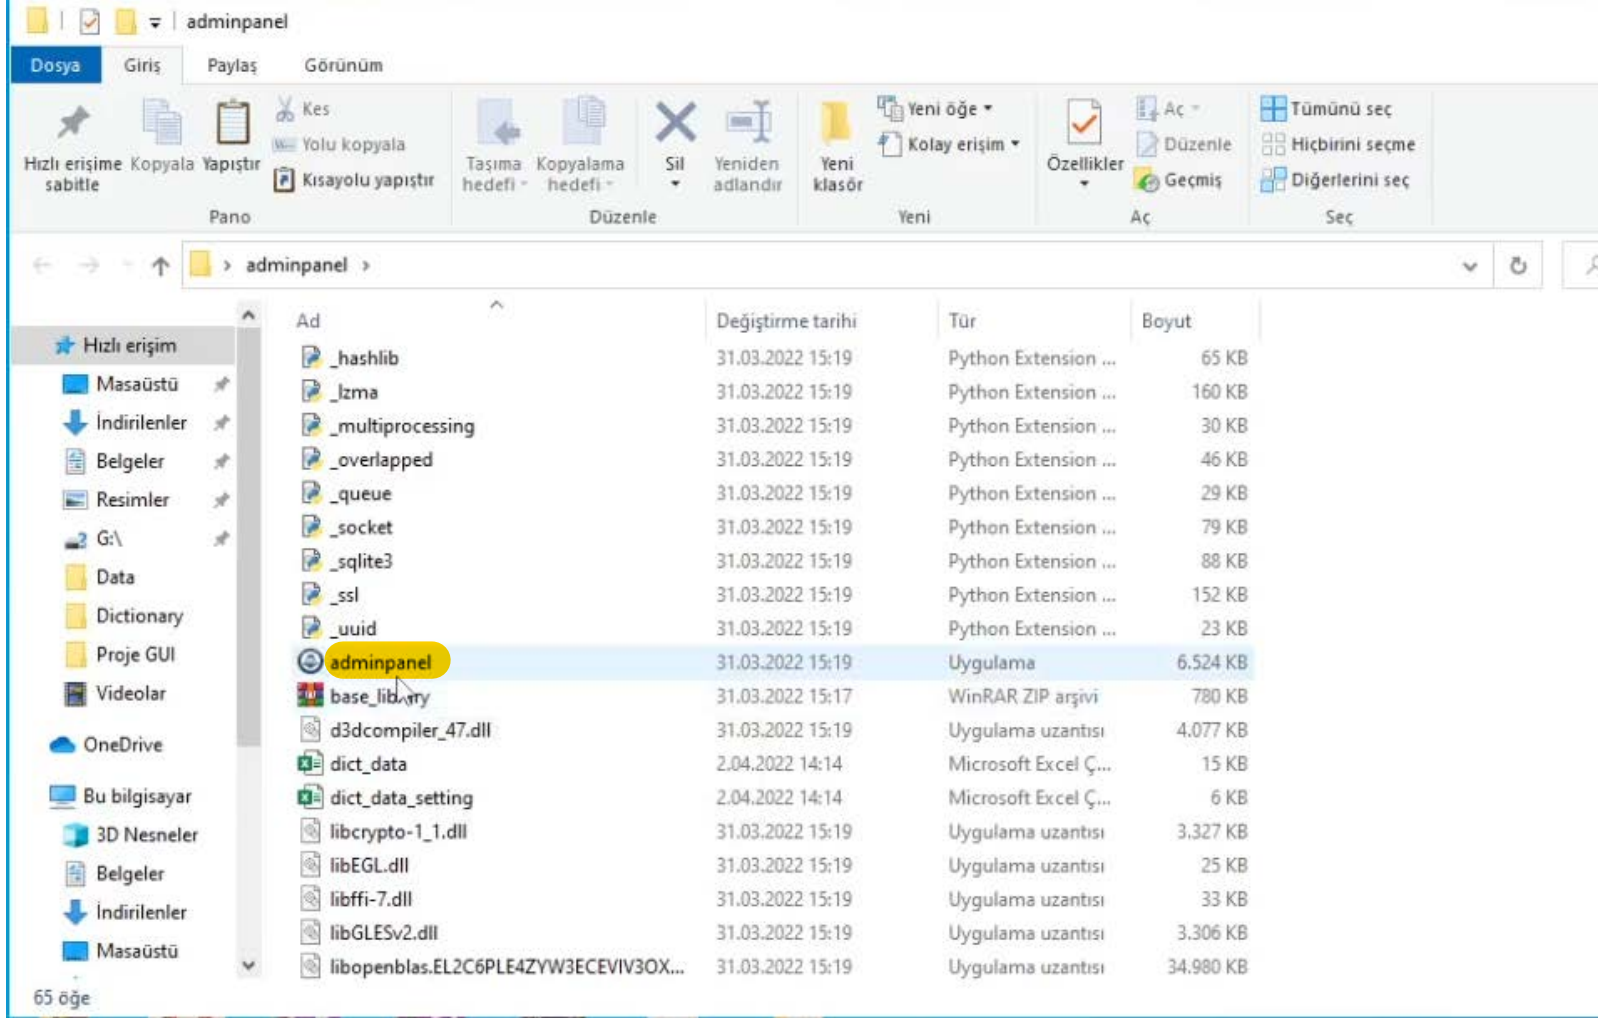 adminpanel
Dosya Giriş Paylaş Görünüm
Hızlı erişime sabitle
Kopyala
Yapıştır
Kes
Yolu kopyala
Kısayolu yapıştır
Pano
Taşıma hedefi
Kopyalama hedefi
Sil
Yeniden adlandır
Düzenle
Yeni klasör
Yeni öğe
Kolay erişim
Yeni
Özellikler
Aç
Düzenle
Geçmiş
Aç
Tümünü seç
Hiçbirini seçme
Diğerlerini seç
Seç
adminpanel
Hızlı erişim
Masaüstü
İndirilenler
Belgeler
Resimler
G:\
Data
Dictionary
Proje GUI
Videolar
OneDrive
Bu bilgisayar
3D Nesneler
Belgeler
İndirilenler
Masaüstü
Ad Değiştirme tarihi Tür Boyut
_hashlib 31.03.2022 15:19 Python Extension ... 65 KB
_lzma 31.03.2022 15:19 Python Extension ... 160 KB
_multiprocessing 31.03.2022 15:19 Python Extension ... 30 KB
_overlapped 31.03.2022 15:19 Python Extension ... 46 KB
_queue 31.03.2022 15:19 Python Extension ... 29 KB
_socket 31.03.2022 15:19 Python Extension ... 79 KB
_sqlite3 31.03.2022 15:19 Python Extension ... 88 KB
_ssl 31.03.2022 15:19 Python Extension ... 152 KB
_uuid 31.03.2022 15:19 Python Extension ... 23 KB
adminpanel 31.03.2022 15:19 Uygulama 6.524 KB
base_library 31.03.2022 15:17 WinRAR ZIP arşivi 780 KB
d3dcompiler_47.dll 31.03.2022 15:19 Uygulama uzantısı 4.077 KB
dict_data 2.04.2022 14:14 Microsoft Excel Ç... 15 KB
dict_data_setting 2.04.2022 14:14 Microsoft Excel Ç... 6 KB
libcrypto-1_1.dll 31.03.2022 15:19 Uygulama uzantısı 3.327 KB
libEGL.dll 31.03.2022 15:19 Uygulama uzantısı 25 KB
libffi-7.dll 31.03.2022 15:19 Uygulama uzantısı 33 KB
libGLESv2.dll 31.03.2022 15:19 Uygulama uzantısı 3.306 KB
libopenblas.EL2C6PLE4ZYW3ECEVIV3OX... 31.03.2022 15:19 Uygulama uzantısı 34.980 KB
65 öğe